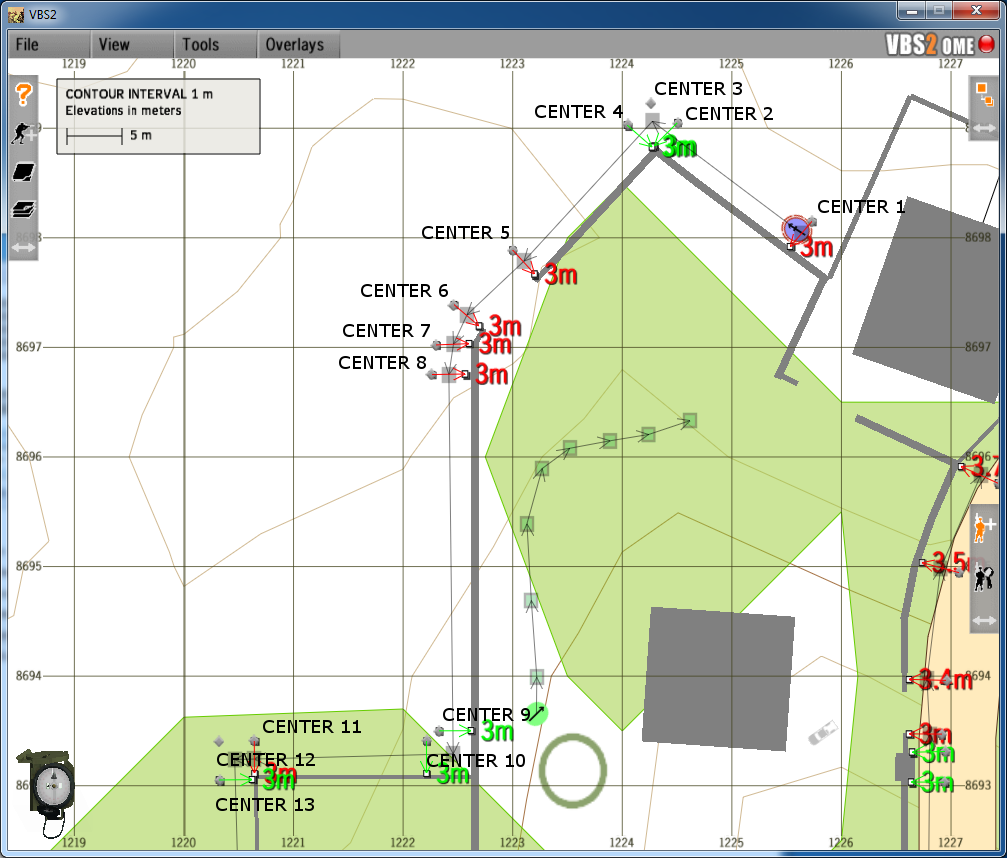 VBS2
File View Tools Overlays VBS2 OME
1219 1220 1221 1222 1223 1224 1225 1226 1227
CONTOUR INTERVAL 1 m
Elevations in meters
5 m
CENTER 3
CENTER 4
CENTER 2
3m
CENTER 1
3m
CENTER 5
8698
8698
3m
CENTER 6
3m
CENTER 7
3m
8697
8697
CENTER 8
3m
8696
8696
3.5
8695
8694
8694
3.4m
CENTER 9
3m
CENTER 11
3m
CENTER 12
CENTER 10
3m
3m
3m
3m
3m
CENTER 13
1219 1220 1221 1222 1223 1224 1225 1226 1227